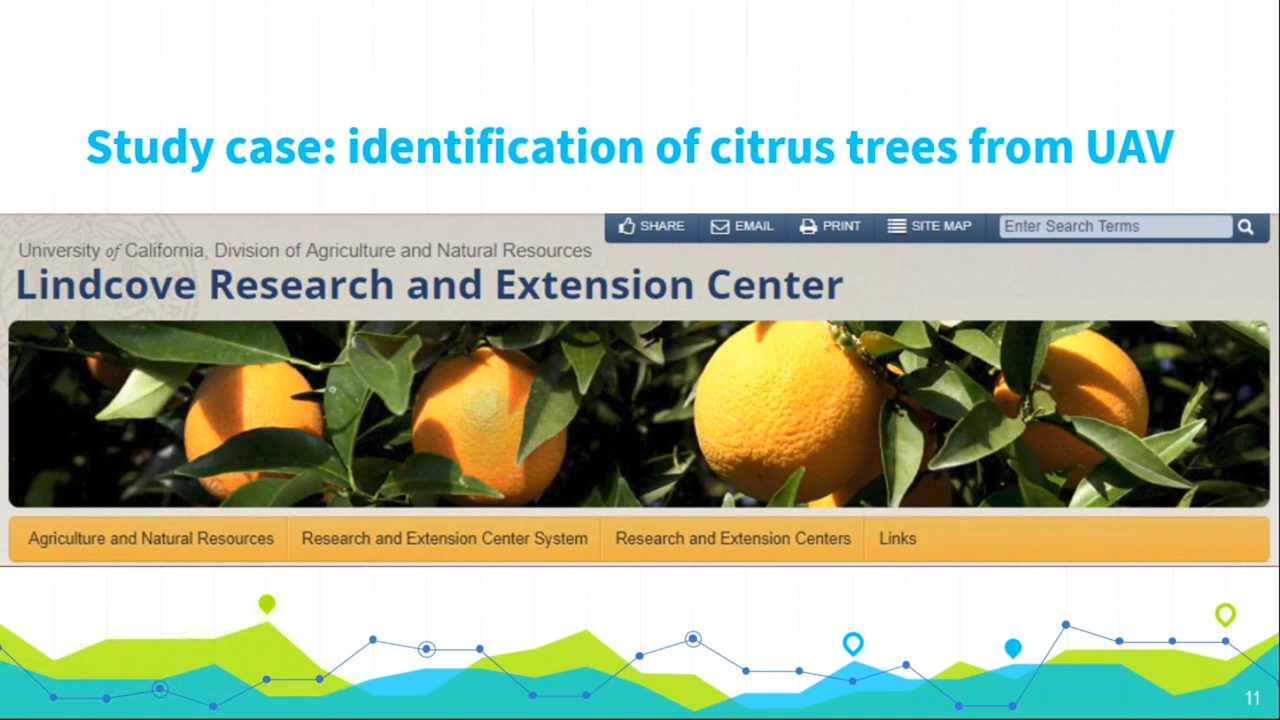 Study case: identification of citrus trees from UAV
SHARE EMAIL PRINT SITE MAP Enter Search Terms
University of California, Division of Agriculture and Natural Resources
Lindcove Research and Extension Center
Agriculture and Natural Resources Research and Extension Center System Research and Extension Centers Links
11